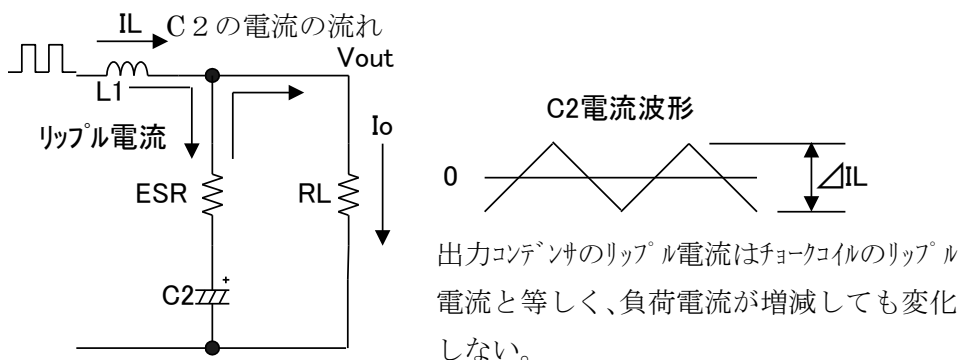 C２の電流の流れ
IL
Vout
L1
リップル電流
Io
ESR
RL
C2
+
C2電流波形
0
⊿IL
出力コンデンサのリップル電流はチョークコイルのリップル
電流と等しく、負荷電流が増減しても変化
しない。